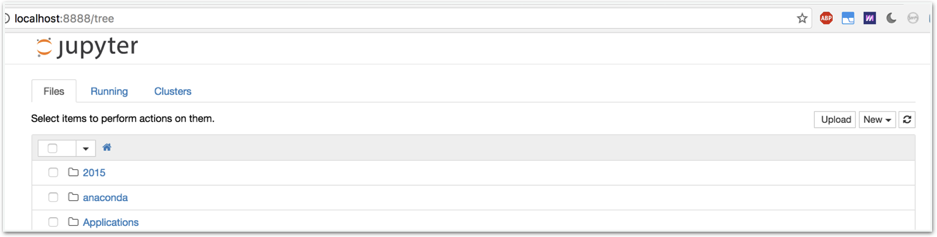 localhost:8888/tree
ABP
jupyter
Files Running Clusters
Select items to perform actions on them.
Upload New
2015
anaconda
Applications